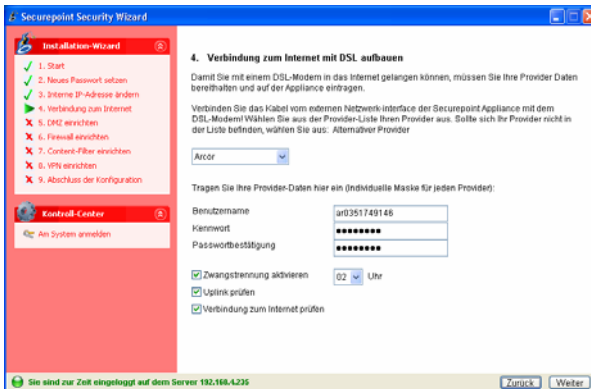 Securepoint Security Wizard
Installation-Wizard
1. Start
2. Neues Passwort setzen
3. Interne IP-Adresse ändern
4. Verbindung zum Internet
5. DMZ einrichten
6. Firewall einrichten
7. Content-Filter einrichten
8. VPN einrichten
9. Abschluss der Konfiguration
Kontroll-Center
Am System anmelden
4. Verbindung zum Internet mit DSL aufbauen
Damit Sie mit einem DSL-Modem in das Internet gelangen können, müssen Sie Ihre Provider Daten
bereithalten und auf der Appliance eintragen.
Verbinden Sie das Kabel vom externen Netzwerk-Interface der Securepoint Appliance mit dem
DSL-Modem! Wählen Sie aus der Provider-Liste Ihren Provider aus. Sollte sich Ihr Provider nicht in
der Liste befinden, wählen Sie aus: Alternativer Provider
Arcor
Tragen Sie Ihre Provider-Daten hier ein (Individuelle Maske für jeden Provider):
Benutzername ar0351749146
Kennwort ●●●●●●●●
Passwortbestätigung ●●●●●●●●
Zwangstrennung aktivieren 02 Uhr
Uplink prüfen
Verbindung zum Internet prüfen
Sie sind zur Zeit eingeloggt auf dem Server 192.168.4.235
Zurück Weiter